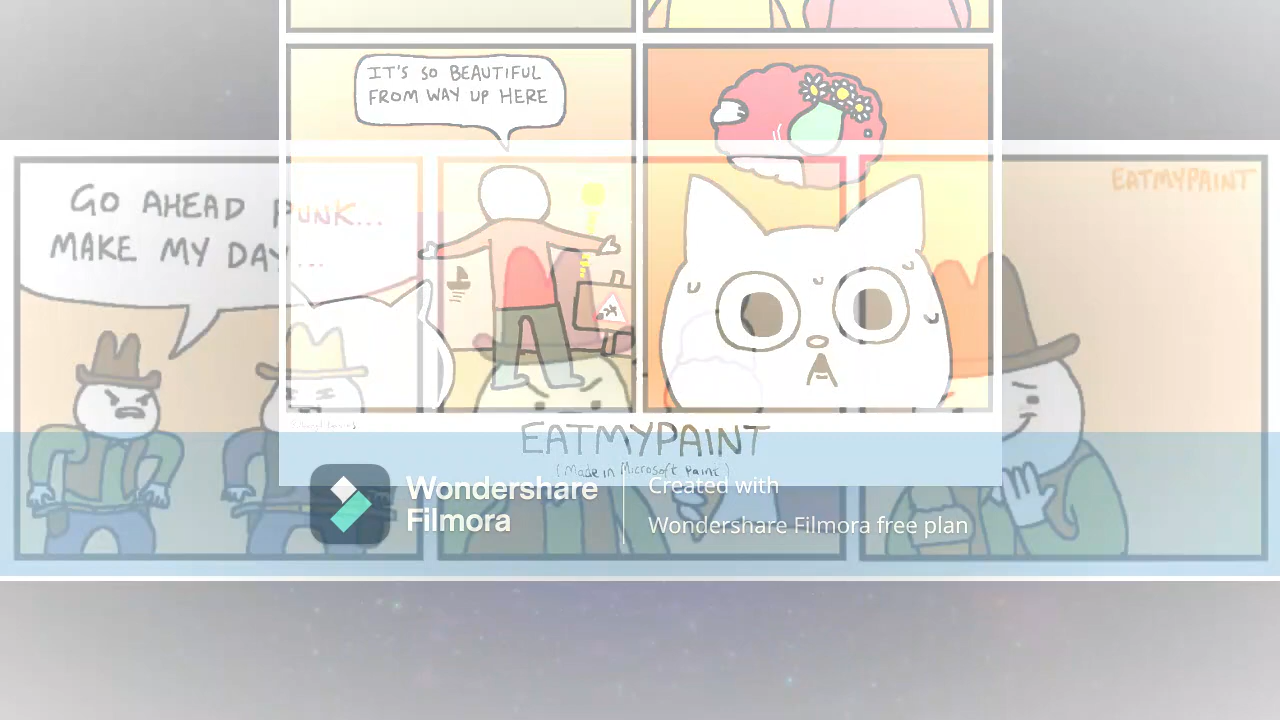 IT'S SO BEAUTIFUL
FROM WAY UP HERE
GO AHEAD PUNK...
MAKE MY DAY...
EATMYPAINT
EATMYPAINT
(Made in Microsoft Paint)
Wondershare
Filmora
Created with
Wondershare Filmora free plan